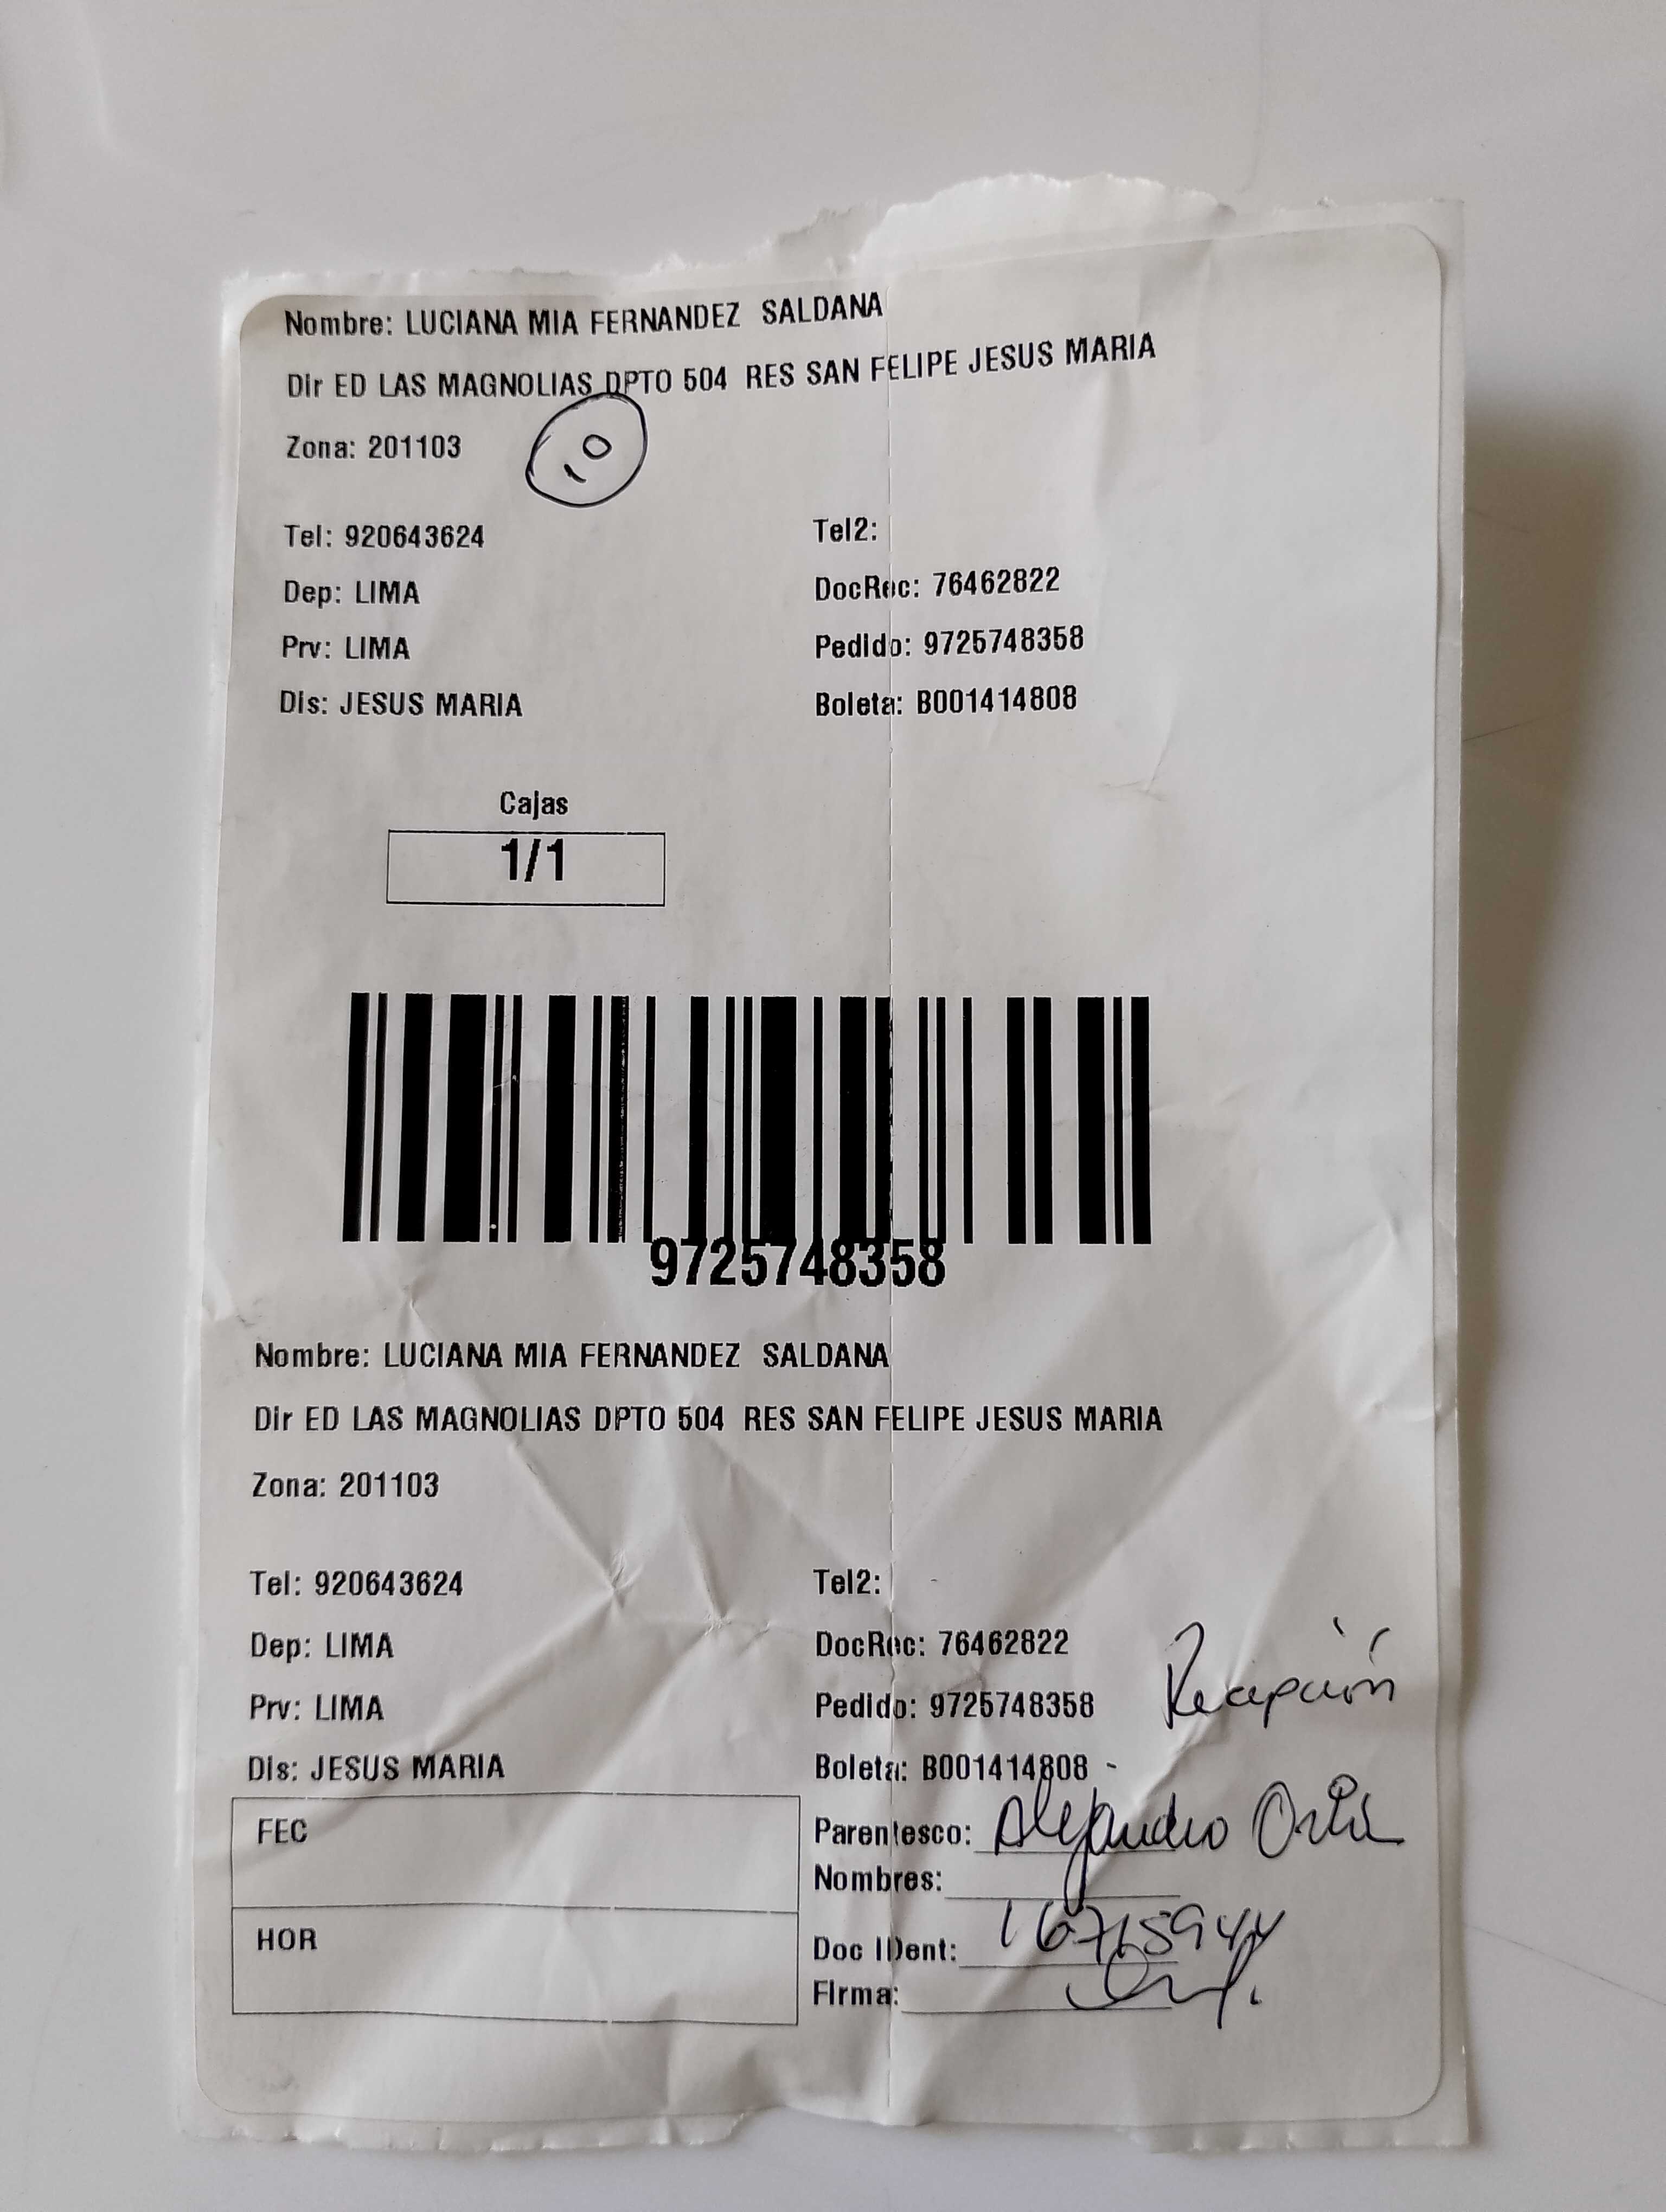 Nombre: LUCIANA MIA FERNANDEZ SALDANA
Dir ED LAS MAGNOLIAS DPTO 504 RES SAN FELIPE JESUS MARIA
Zona: 201103
10
Tel: 920643624 Tel2:
Dep: LIMA DocRec: 76462822
Prv: LIMA Pedido: 9725748358
Dis: JESUS MARIA Boleta: B001414808
Cajas
1/1
9725748358
Nombre: LUCIANA MIA FERNANDEZ SALDANA
Dir ED LAS MAGNOLIAS DPTO 504 RES SAN FELIPE JESUS MARIA
Zona: 201103
Tel: 920643624 Tel2:
Dep: LIMA DocRec: 76462822
Prv: LIMA Pedido: 9725748358 Recepción
Dis: JESUS MARIA Boleta: B001414808
FEC Parentesco: Alejandro
Nombres:
HOR Doc IDent: 16715944
Firma: